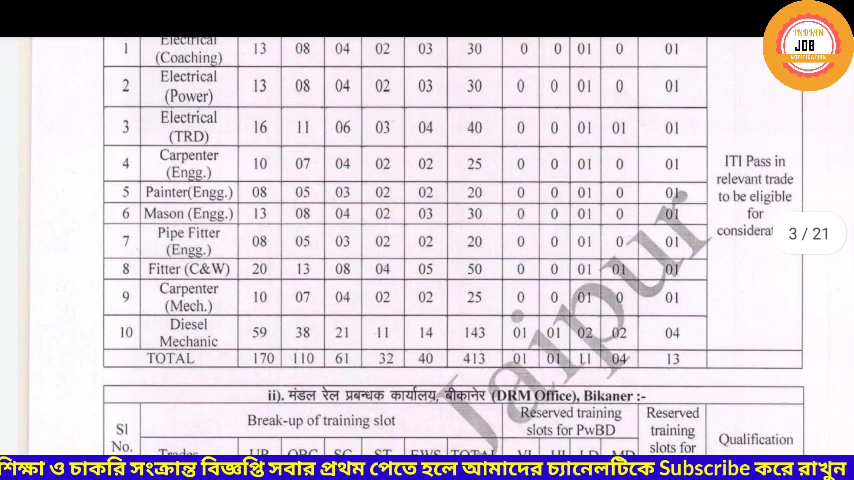 INDIAN
JOB
NOTIFICATION
1 Electrical (Coaching) 13 08 04 02 03 30 0 0 01 0 01
2 Electrical (Power) 13 08 04 02 03 30 0 0 01 0 01
3 Electrical (TRD) 16 11 06 03 04 40 0 0 01 01 01
4 Carpenter (Engg.) 10 07 04 02 02 25 0 0 01 0 01
5 Painter(Engg.) 08 05 03 02 02 20 0 0 01 0 01
6 Mason (Engg.) 13 08 04 02 03 30 0 0 01 0 01
7 Pipe Fitter (Engg.) 08 05 03 02 02 20 0 0 01 0 01
8 Fitter (C&W) 20 13 08 04 05 50 0 0 01 01 01
9 Carpenter (Mech.) 10 07 04 02 02 25 0 0 01 0 01
10 Diesel Mechanic 59 38 21 11 14 143 01 01 02 02 04
TOTAL 170 110 61 32 40 413 01 01 11 04 13
ITI Pass in
relevant trade
to be eligible
for
3 / 21
Jaipur
ii). मंडल रेल प्रबन्धक कार्यालय, बीकानेर (DRM Office), Bikaner :-
Sl No. Break-up of training slot Reserved training slots for PwBD Reserved training slots for Qualification
শিক্ষা ও চাকরি সংক্রান্ত বিজ্ঞপ্তি সবার প্রথম পেতে হলে আমাদের চ্যানেলটিকে Subscribe করে রাখুন